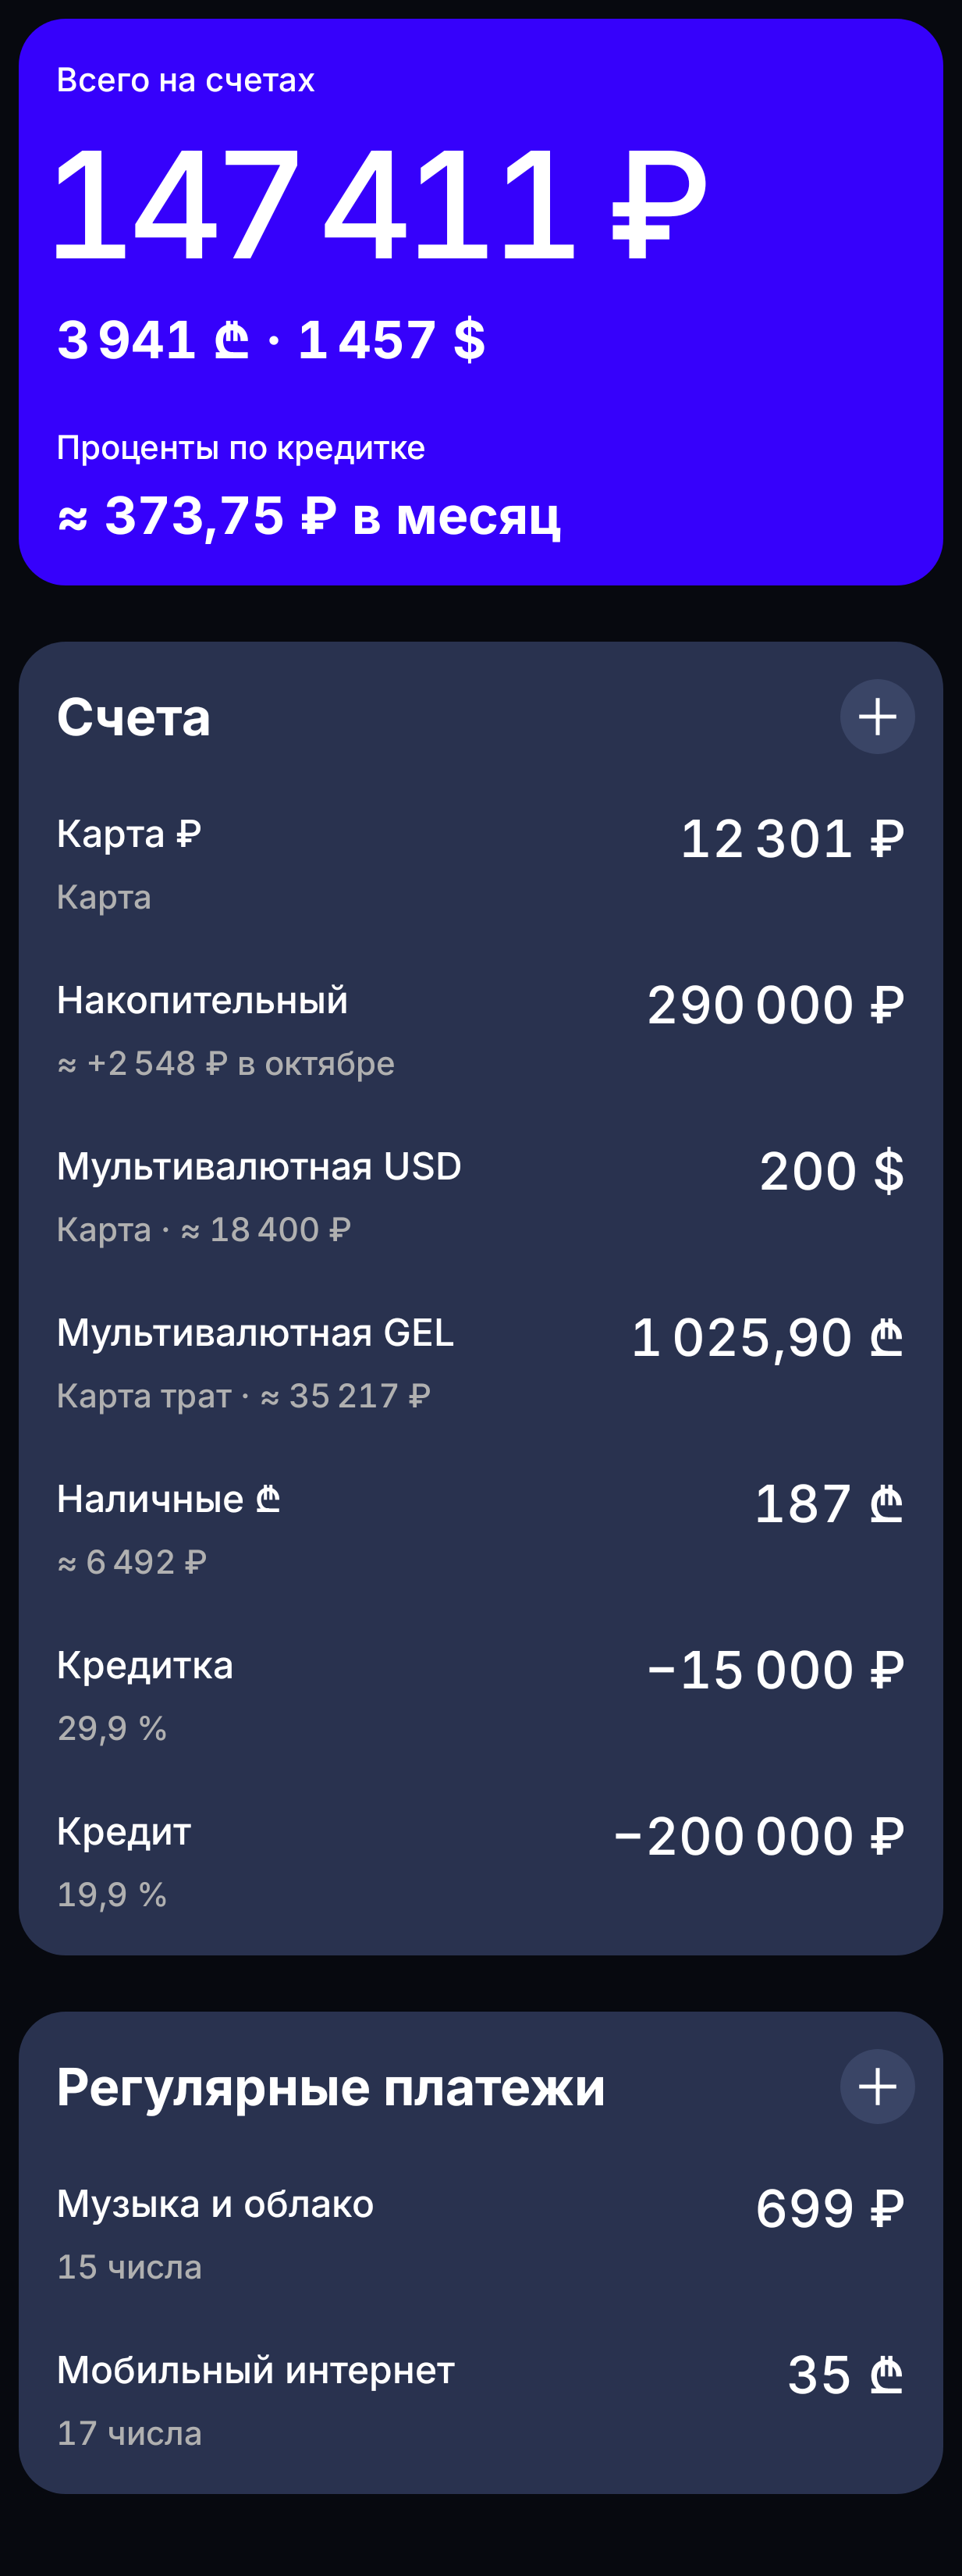 Всего на счетах
147 411 ₽
3 941 ₾ · 1 457 $
Проценты по кредитке
≈ 373,75 ₽ в месяц
Счета
Карта ₽ 12 301 ₽
Карта
Накопительный 290 000 ₽
≈ +2 548 ₽ в октябре
Мультивалютная USD 200 $
Карта · ≈ 18 400 ₽
Мультивалютная GEL 1 025,90 ₾
Карта трат · ≈ 35 217 ₽
Наличные ₾ 187 ₾
≈ 6 492 ₽
Кредитка −15 000 ₽
29,9 %
Кредит −200 000 ₽
19,9 %
Регулярные платежи
Музыка и облако 699 ₽
15 числа
Мобильный интернет 35 ₾
17 числа